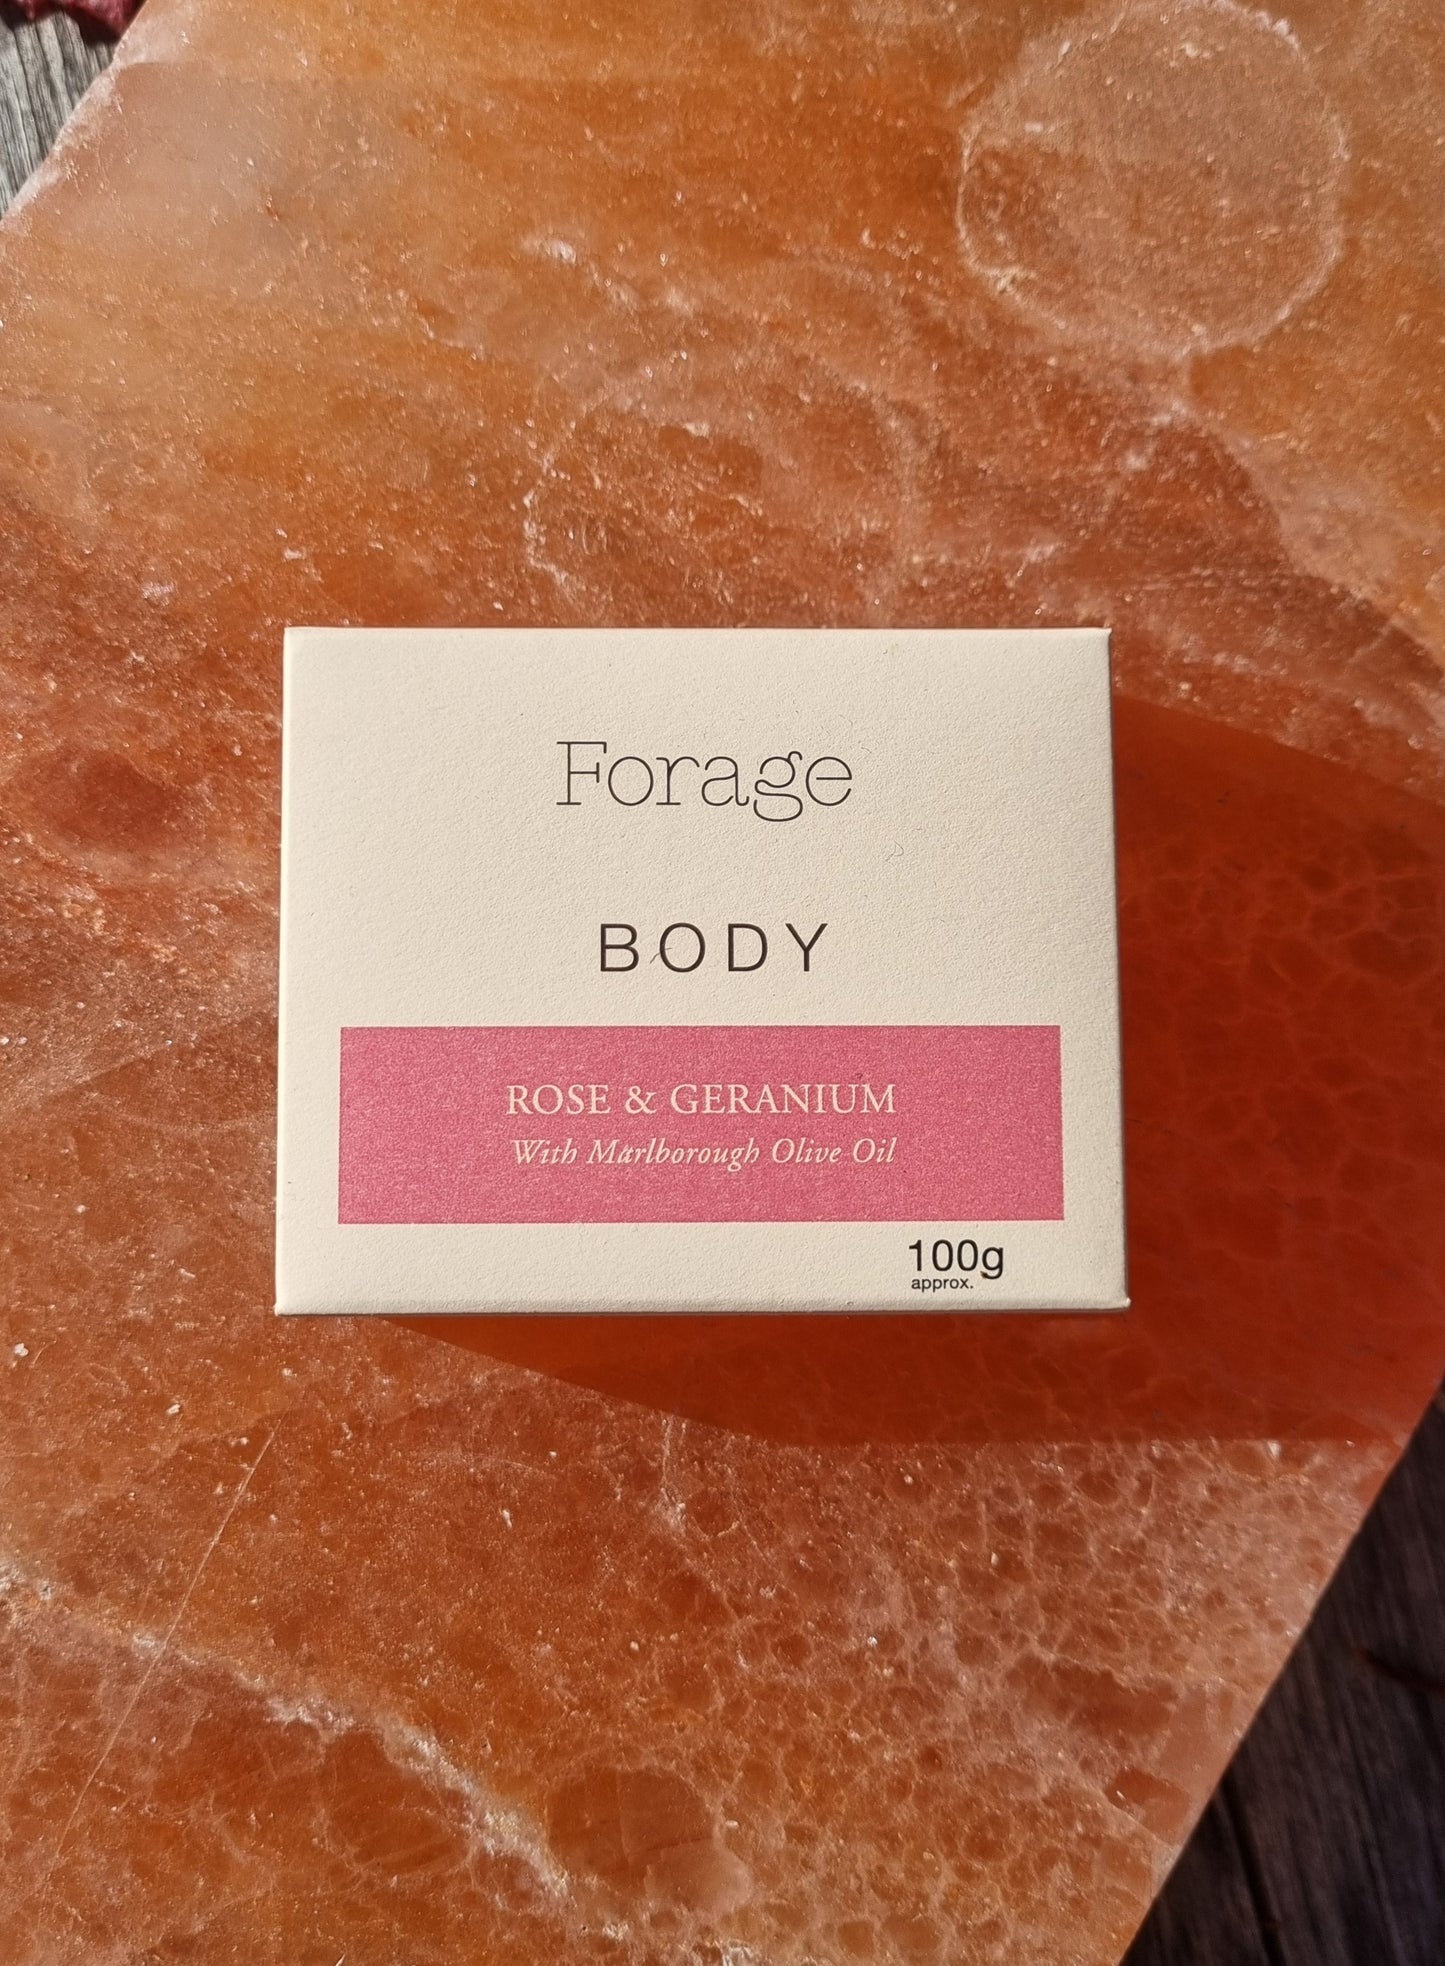 Forage
BODY
ROSE & GERANIUM
With Marlborough Olive Oil
100g
approx.